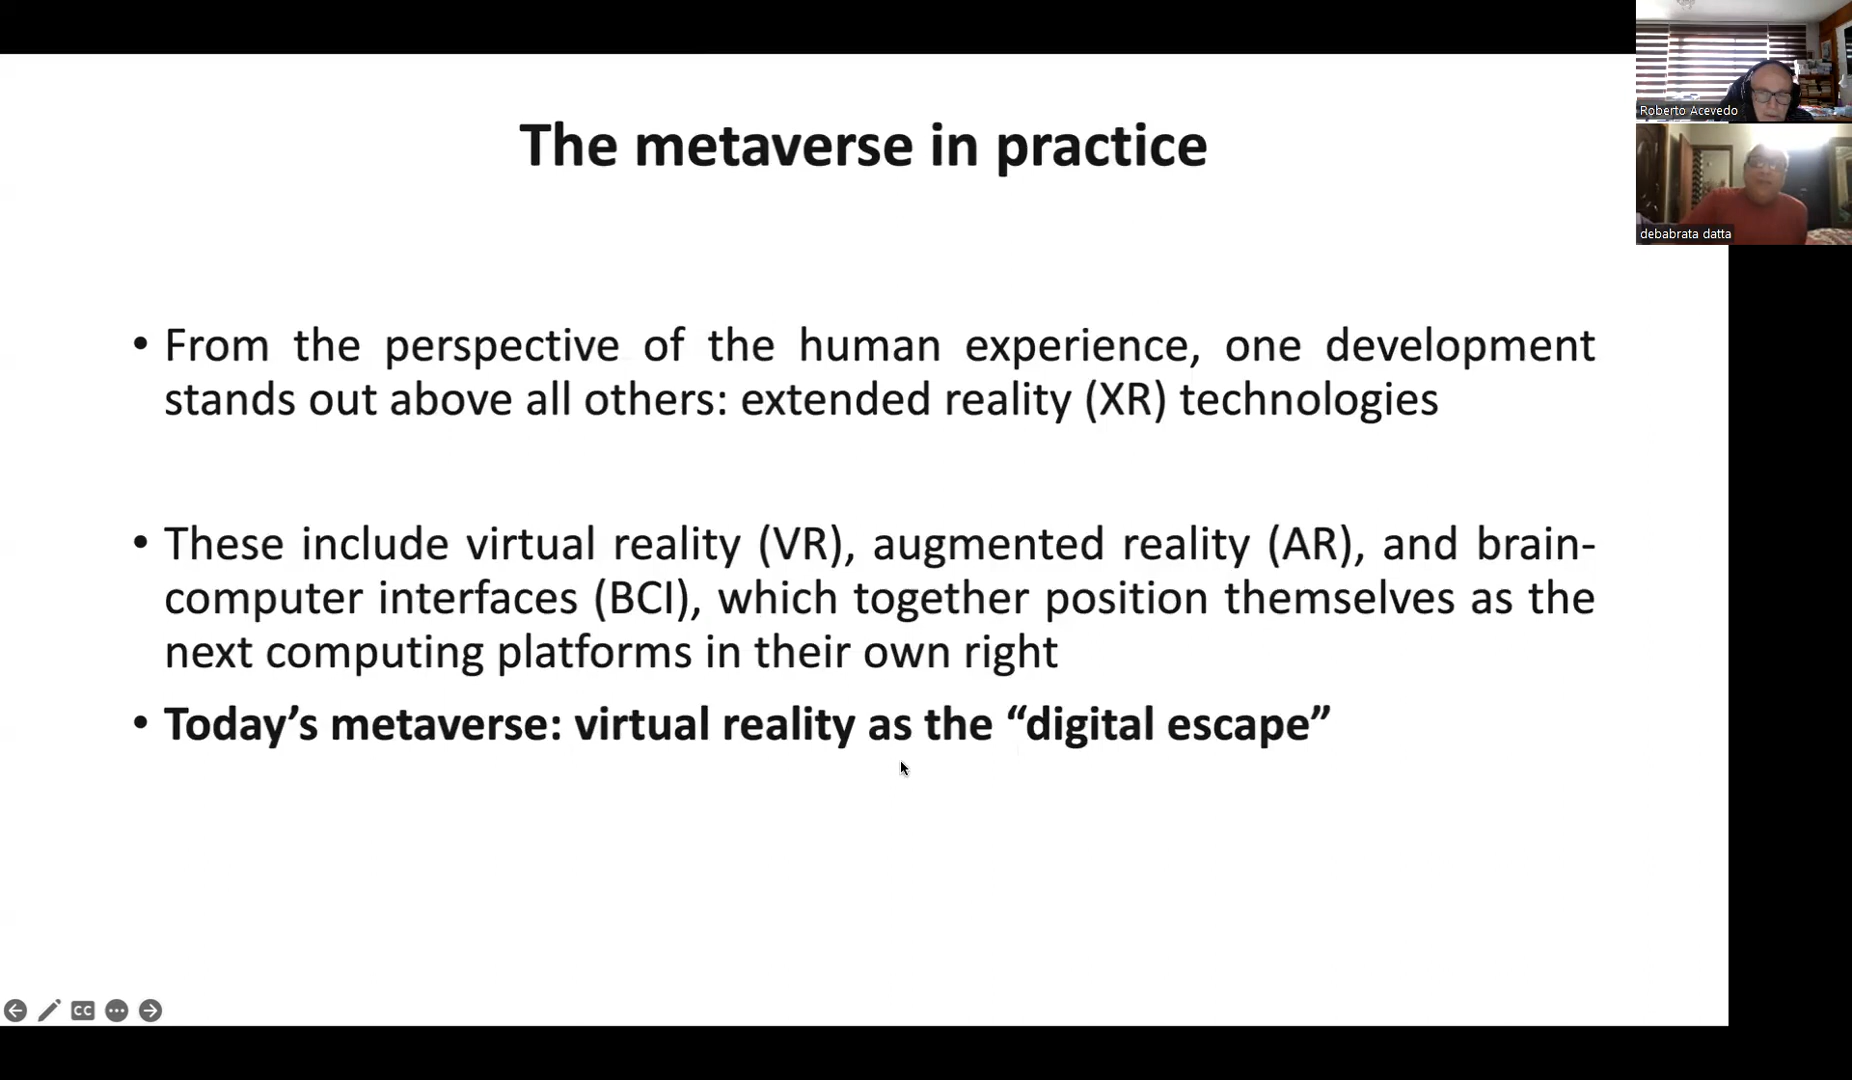 The metaverse in practice
• From the perspective of the human experience, one development
stands out above all others: extended reality (XR) technologies
• These include virtual reality (VR), augmented reality (AR), and brain-
computer interfaces (BCI), which together position themselves as the
next computing platforms in their own right
• Today’s metaverse: virtual reality as the “digital escape”
Roberto Acevedo
debabrata datta
CC